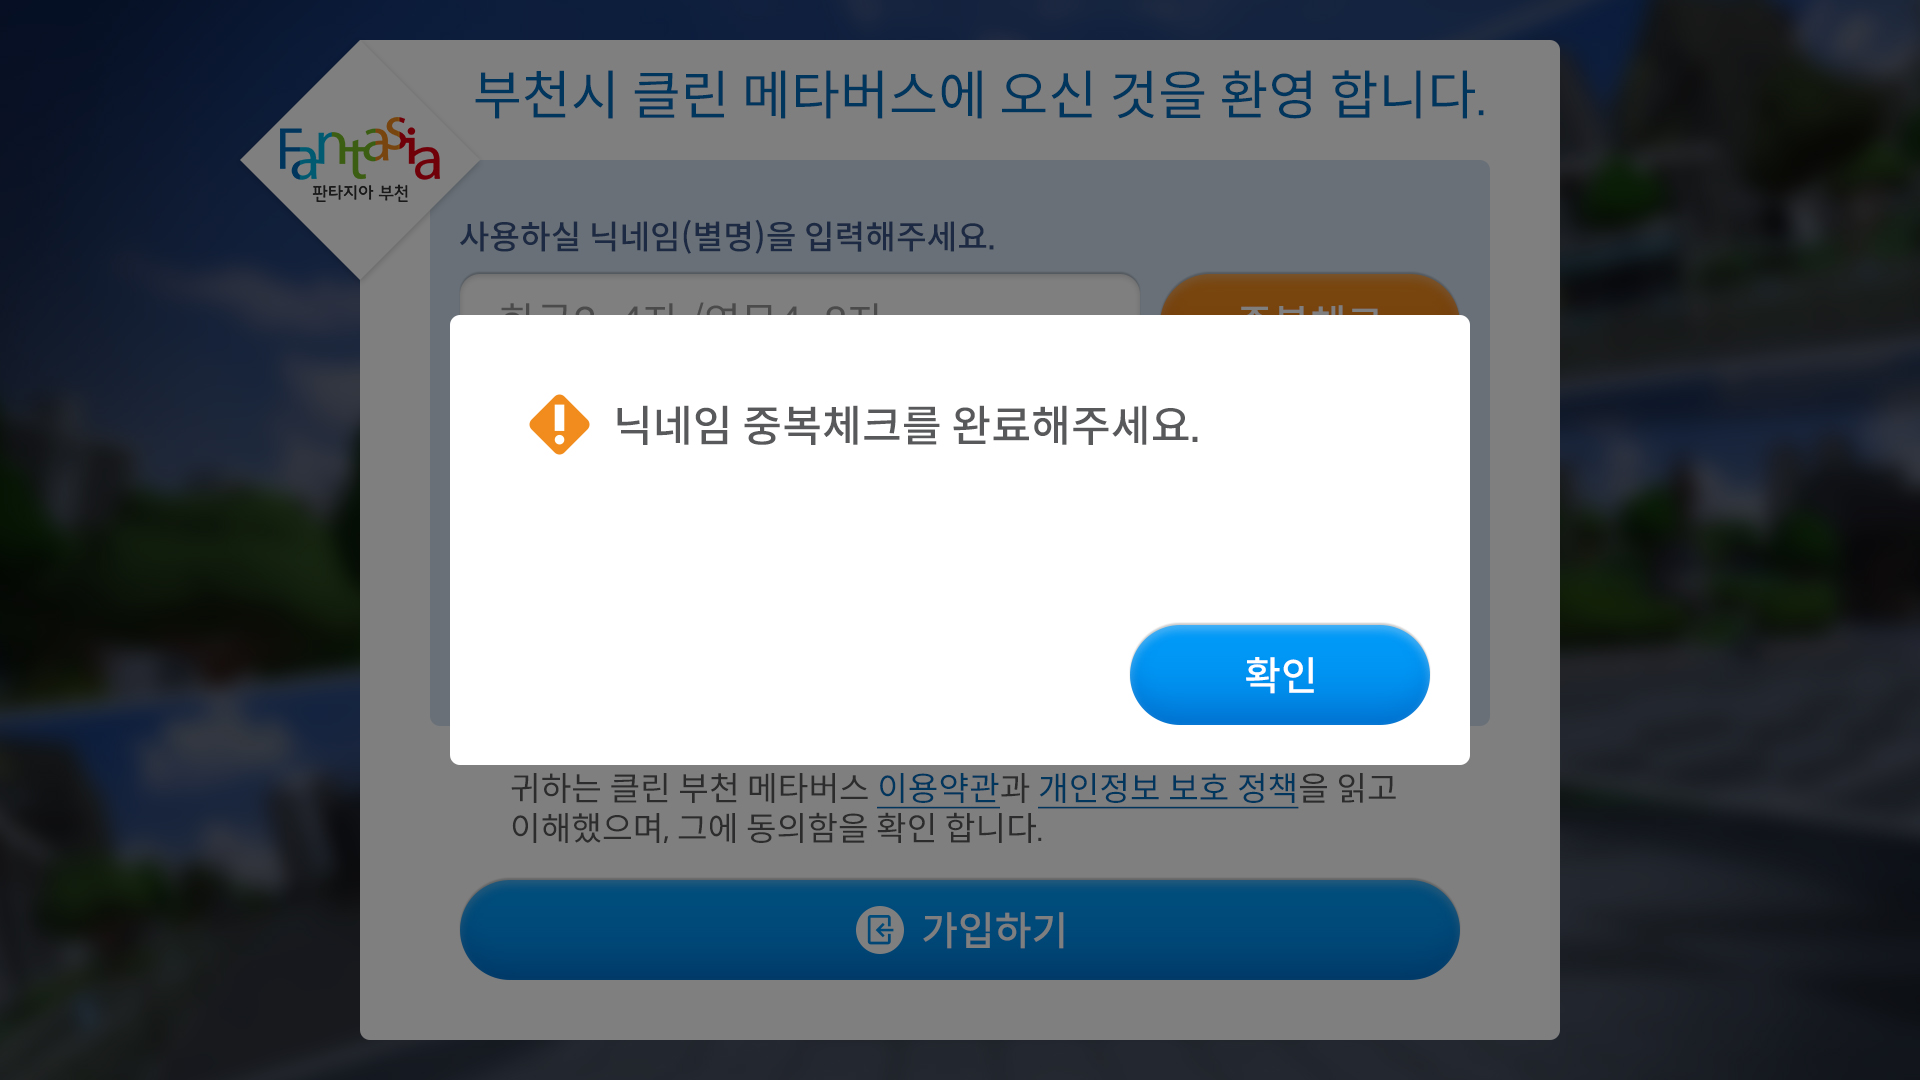 부천시 클린 메타버스에 오신 것을 환영 합니다.
Fantasia
판타지아 부천
사용하실 닉네임(별명)을 입력해주세요.
닉네임 중복체크를 완료해주세요.
확인
귀하는 클린 부천 메타버스 이용약관과 개인정보 보호 정책을 읽고
이해했으며, 그에 동의함을 확인 합니다.
가입하기